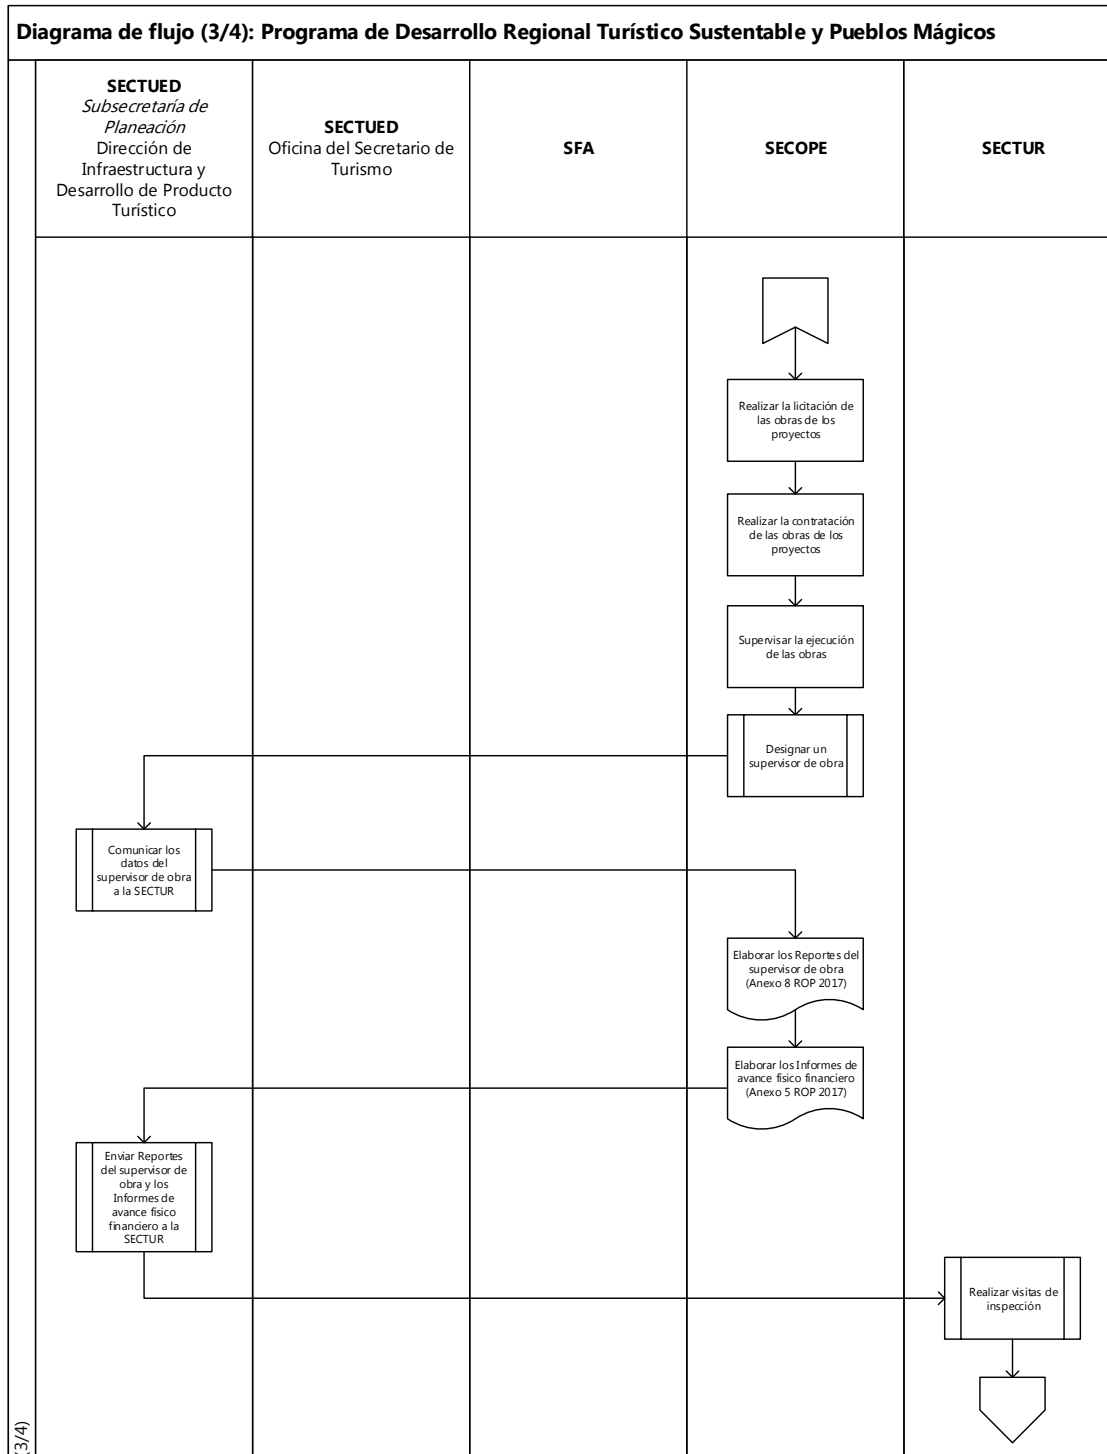 Diagrama de flujo (3/4): Programa de Desarrollo Regional Turístico Sustentable y Pueblos Mágicos
SECTUED
Subsecretaría de
Planeación
Dirección de
Infraestructura y
Desarrollo de Producto
Turístico
SECTUED
Oficina del Secretario de
Turismo
SFA
SECOPE
SECTUR
Realizar la licitación de
las obras de los
proyectos
Realizar la contratación
de las obras de los
proyectos
Supervisar la ejecución
de las obras
Designar un
supervisor de obra
Comunicar los
datos del
supervisor de obra
a la SECTUR
Elaborar los Reportes del
supervisor de obra
(Anexo 8 ROP 2017)
Elaborar los Informes de
avance físico financiero
(Anexo 5 ROP 2017)
Enviar Reportes
del supervisor de
obra y los
Informes de
avance físico
financiero a la
SECTUR
Realizar visitas de
inspección
(3/4)